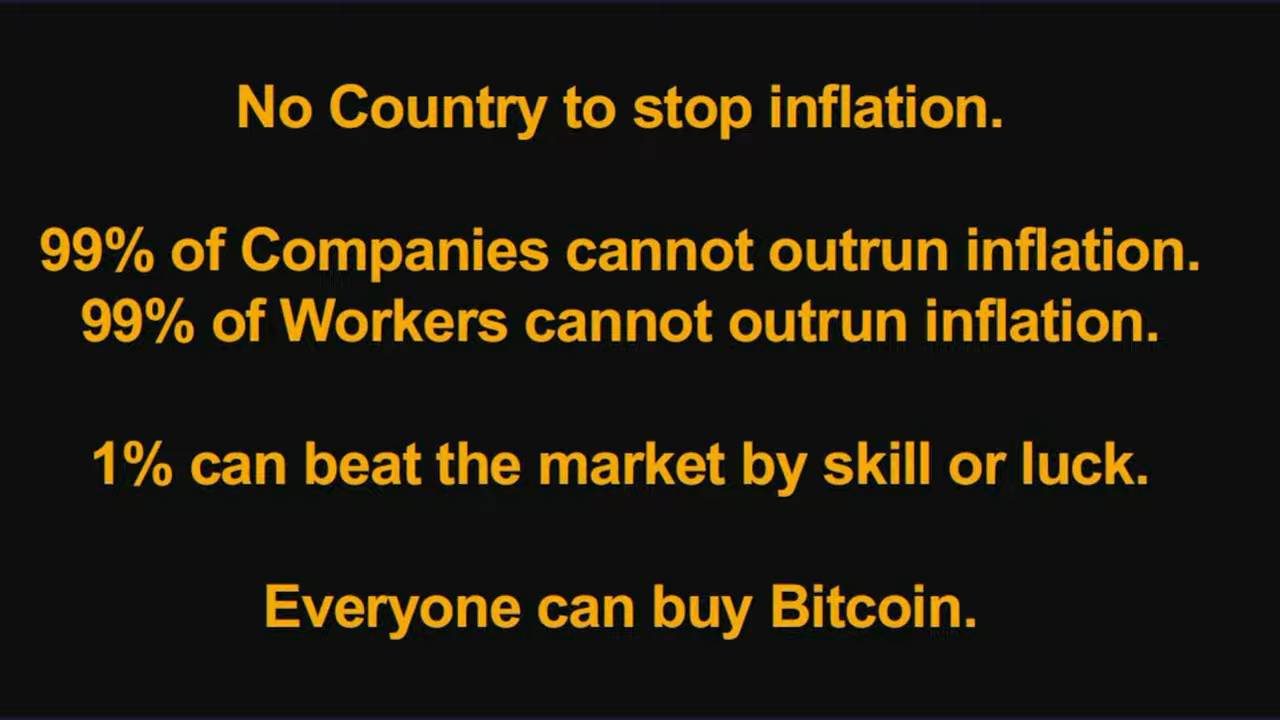 No Country to stop inflation.
99% of Companies cannot outrun inflation.
99% of Workers cannot outrun inflation.
1% can beat the market by skill or luck.
Everyone can buy Bitcoin.